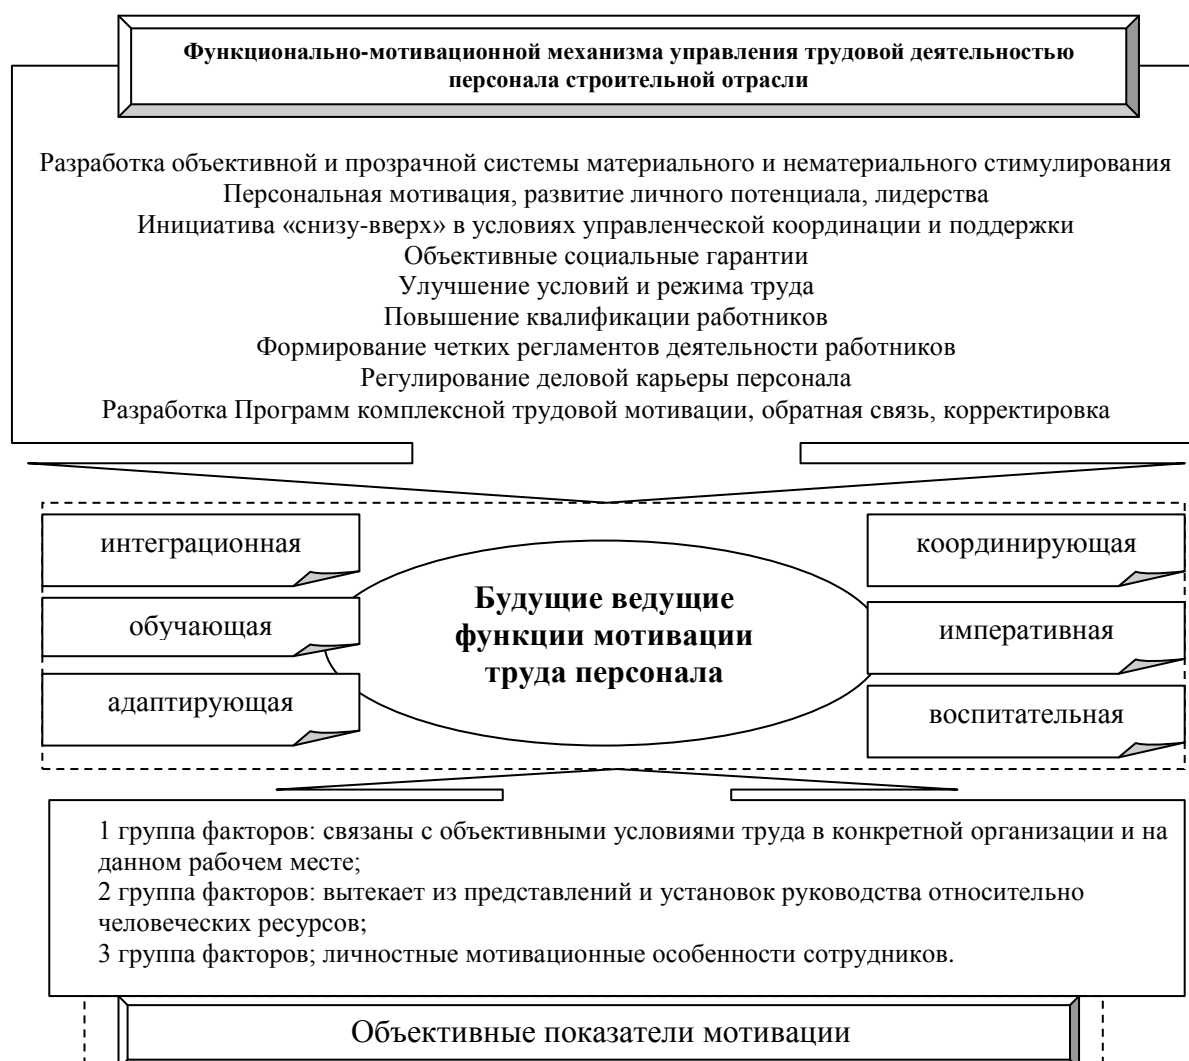 Функционально-мотивационной механизма управления трудовой деятельностью
персонала строительной отрасли
Разработка объективной и прозрачной системы материального и нематериального стимулирования
Персональная мотивация, развитие личного потенциала, лидерства
Инициатива «снизу-вверх» в условиях управленческой координации и поддержки
Объективные социальные гарантии
Улучшение условий и режима труда
Повышение квалификации работников
Формирование четких регламентов деятельности работников
Регулирование деловой карьеры персонала
Разработка Программ комплексной трудовой мотивации, обратная связь, корректировка
интеграционная
обучающая
адаптирующая
Будущие ведущие
функции мотивации
труда персонала
координирующая
императивная
воспитательная
1 группа факторов: связаны с объективными условиями труда в конкретной организации и на
данном рабочем месте;
2 группа факторов: вытекает из представлений и установок руководства относительно
человеческих ресурсов;
3 группа факторов; личностные мотивационные особенности сотрудников.
Объективные показатели мотивации